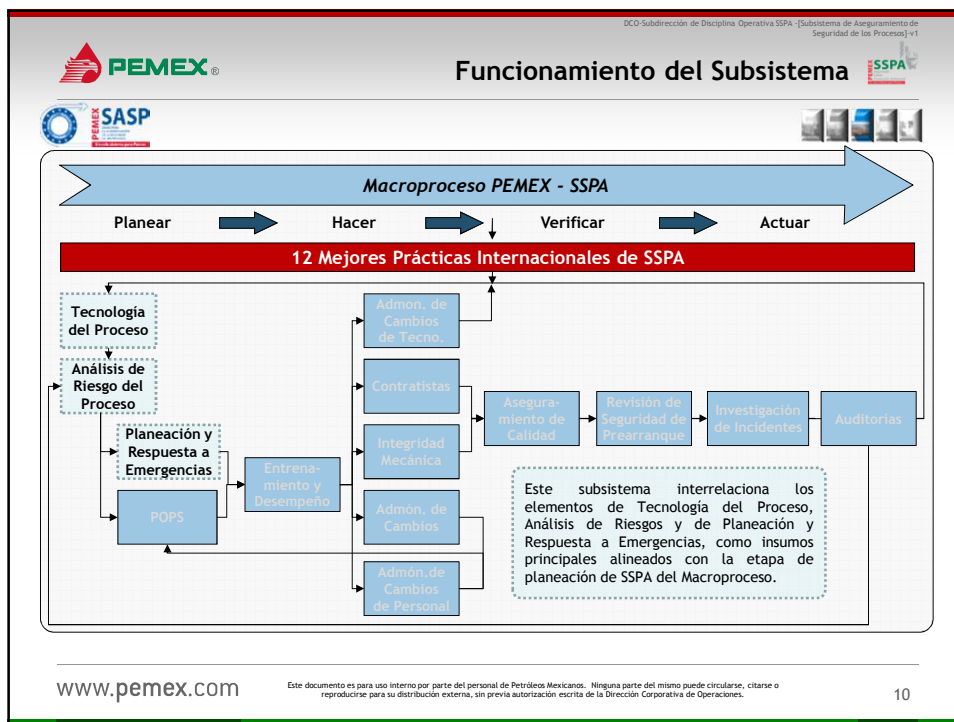 DCO-Subdirección de Disciplina Operativa SSPA -[Subsistema de Aseguramiento de
Seguridad de los Procesos]-v1
PEMEX ®
Funcionamiento del Subsistema
PEMEX
SSPA
PEMEX
SASP
Macroproceso PEMEX - SSPA
Planear
Hacer
Verificar
Actuar
12 Mejores Prácticas Internacionales de SSPA
Tecnología
del Proceso
Análisis de
Riesgo del
Proceso
Planeación y
Respuesta a
Emergencias
POPS
Entrena-
miento y
Desempeño
Admon. de
Cambios
de Tecno.
Contratistas
Integridad
Mecánica
Admón. de
Cambios
Admón.de
Cambios
de Personal
Asegura-
miento de
Calidad
Revisión de
Seguridad de
Prearranque
Investigación
de Incidentes
Auditorias
Este subsistema interrelaciona los
elementos de Tecnología del Proceso,
Análisis de Riesgos y de Planeación y
Respuesta a Emergencias, como insumos
principales alineados con la etapa de
planeación de SSPA del Macroproceso.
www.pemex.com
Este documento es para uso interno por parte del personal de Petróleos Mexicanos. Ninguna parte del mismo puede circularse, citarse o
reproducirse para su distribución externa, sin previa autorización escrita de la Dirección Corporativa de Operaciones.
10